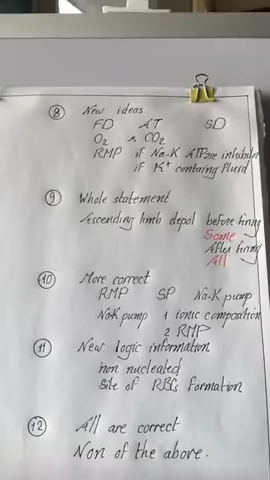 8 New ideas
FD AT SD
O2 & CO2
RMP if Na-K ATPase inhibitor
if K+ containg fluid
9 Whole statement
Ascending limb depol before firing
Some
After firing
All
10 More correct
RMP SP Na-K pump
Na-K pump 1 ionic composition
2 RMP
11 New logic information
non nucleated
Site of RBCs formation
12 All are correct
Non of the above.